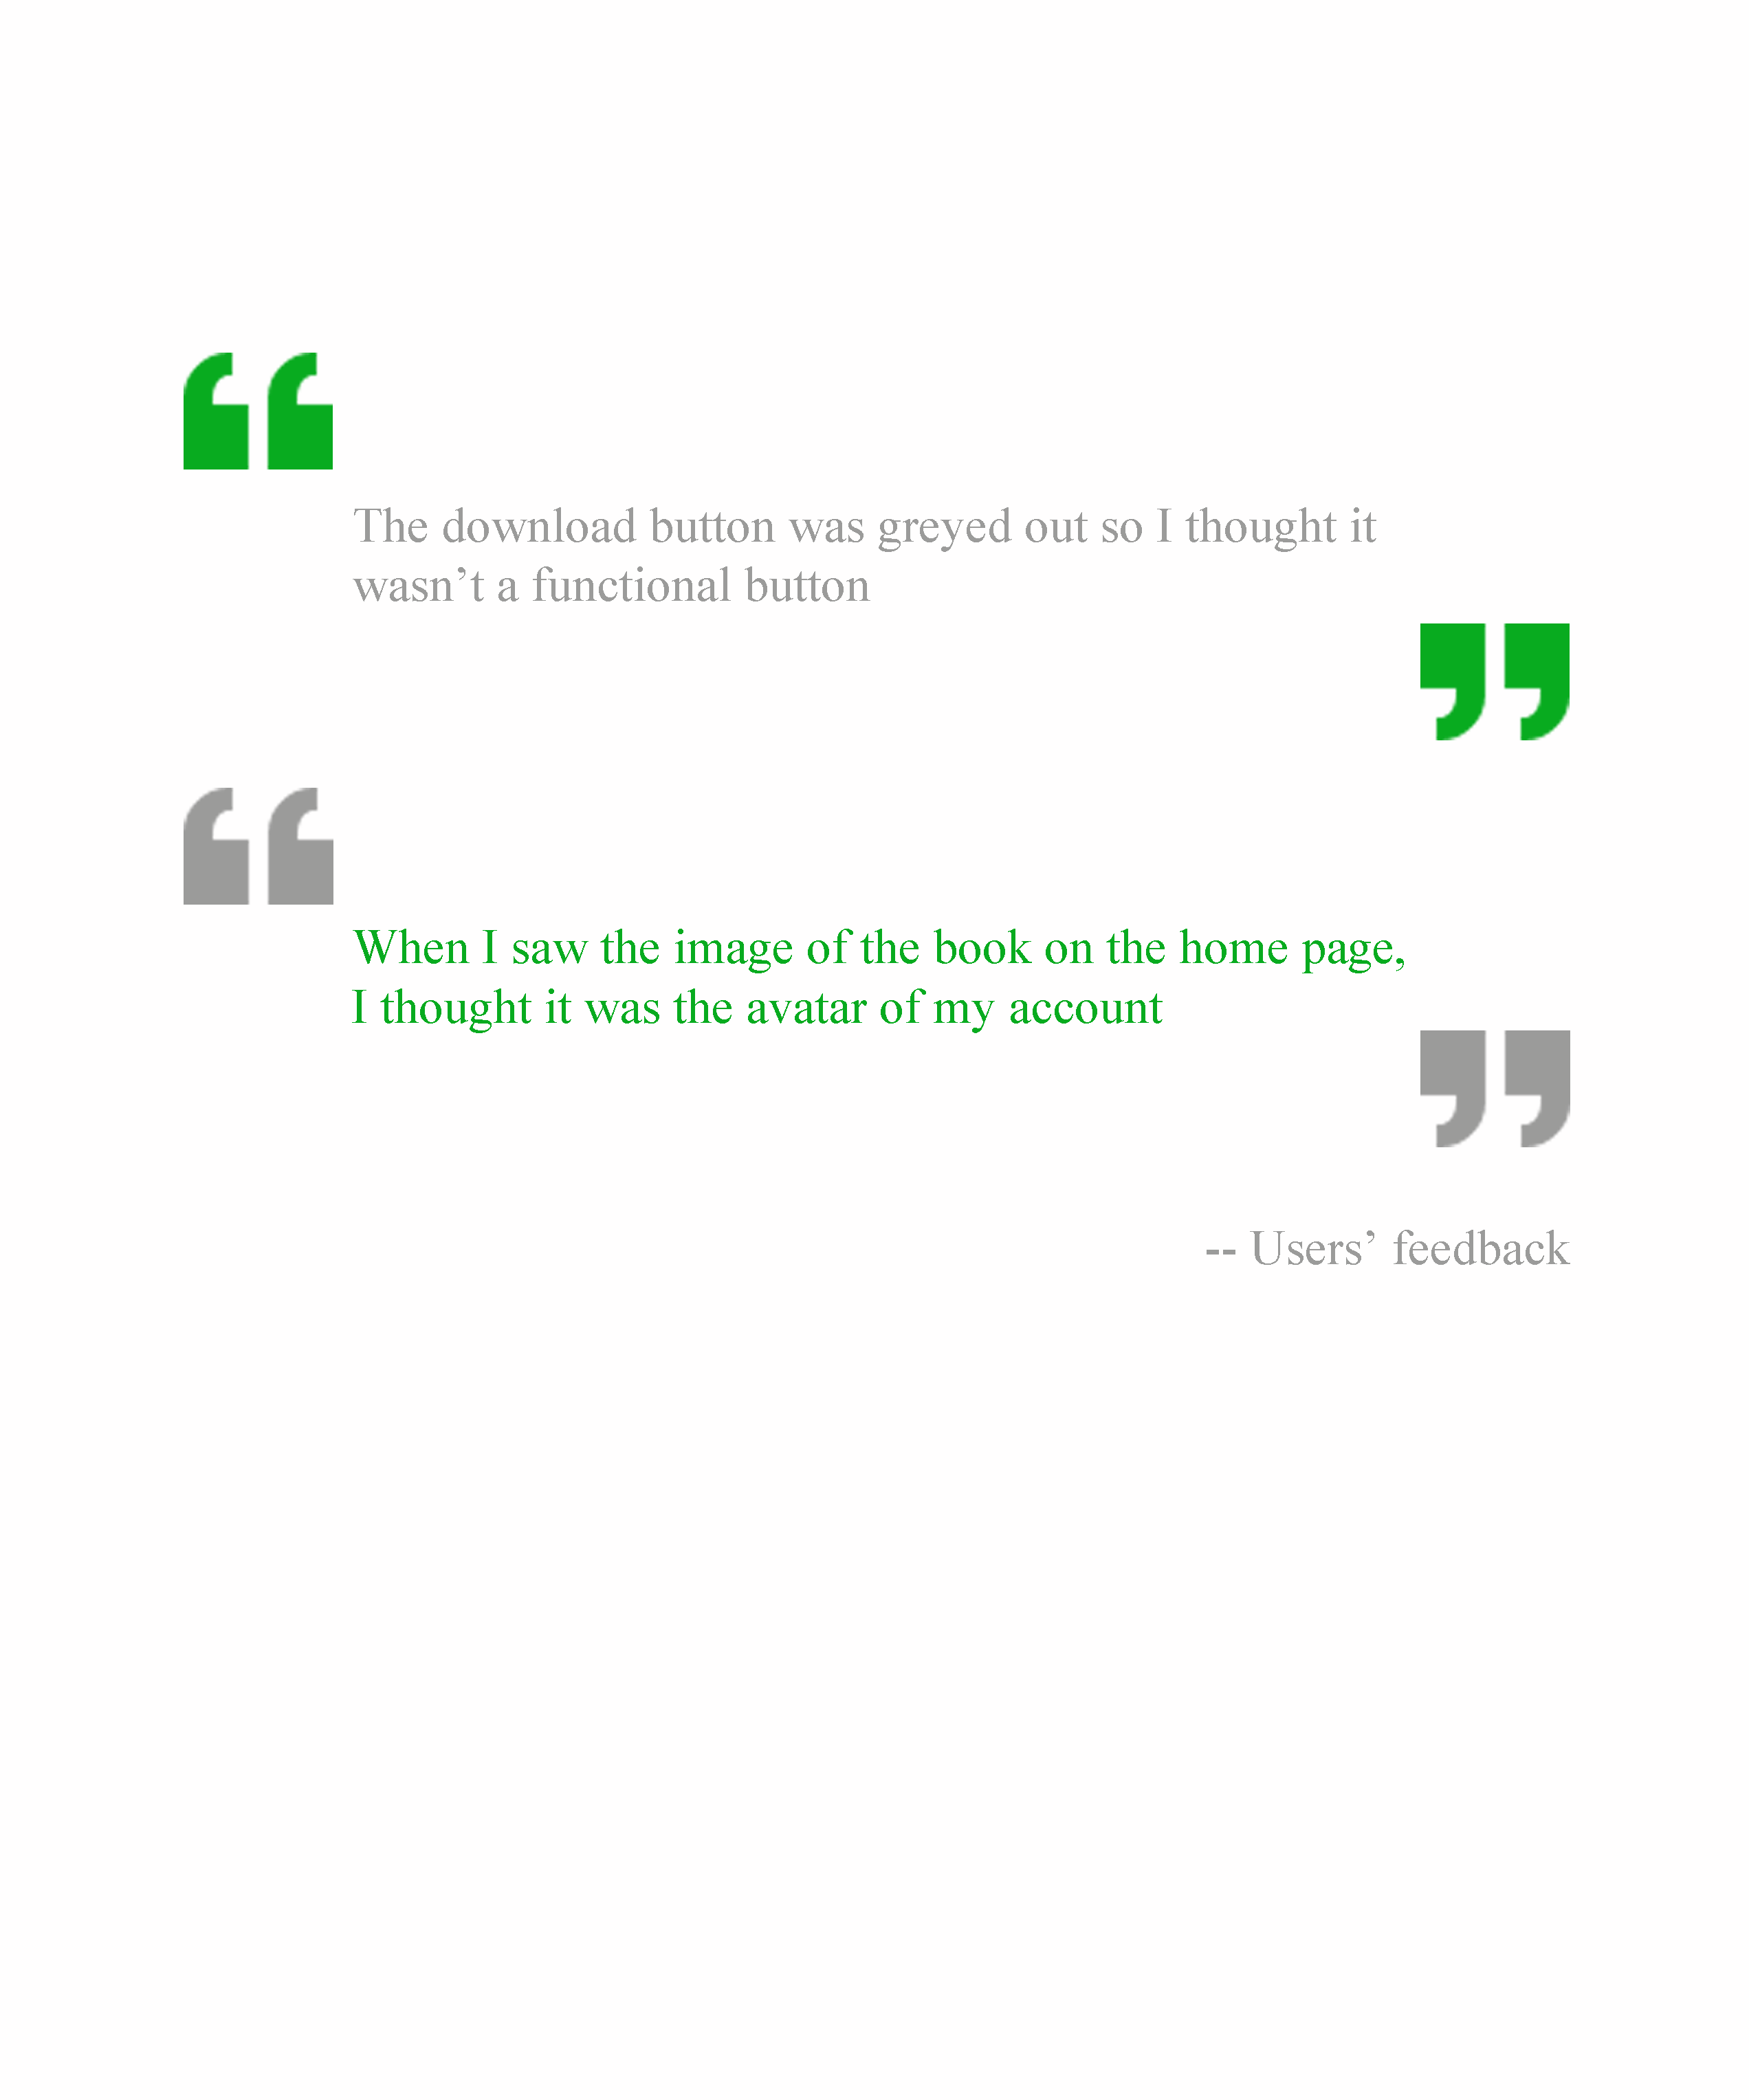 “
The download button was greyed out so I thought it
wasn’t a functional button
”
“
When I saw the image of the book on the home page,
I thought it was the avatar of my account
”
-- Users’ feedback